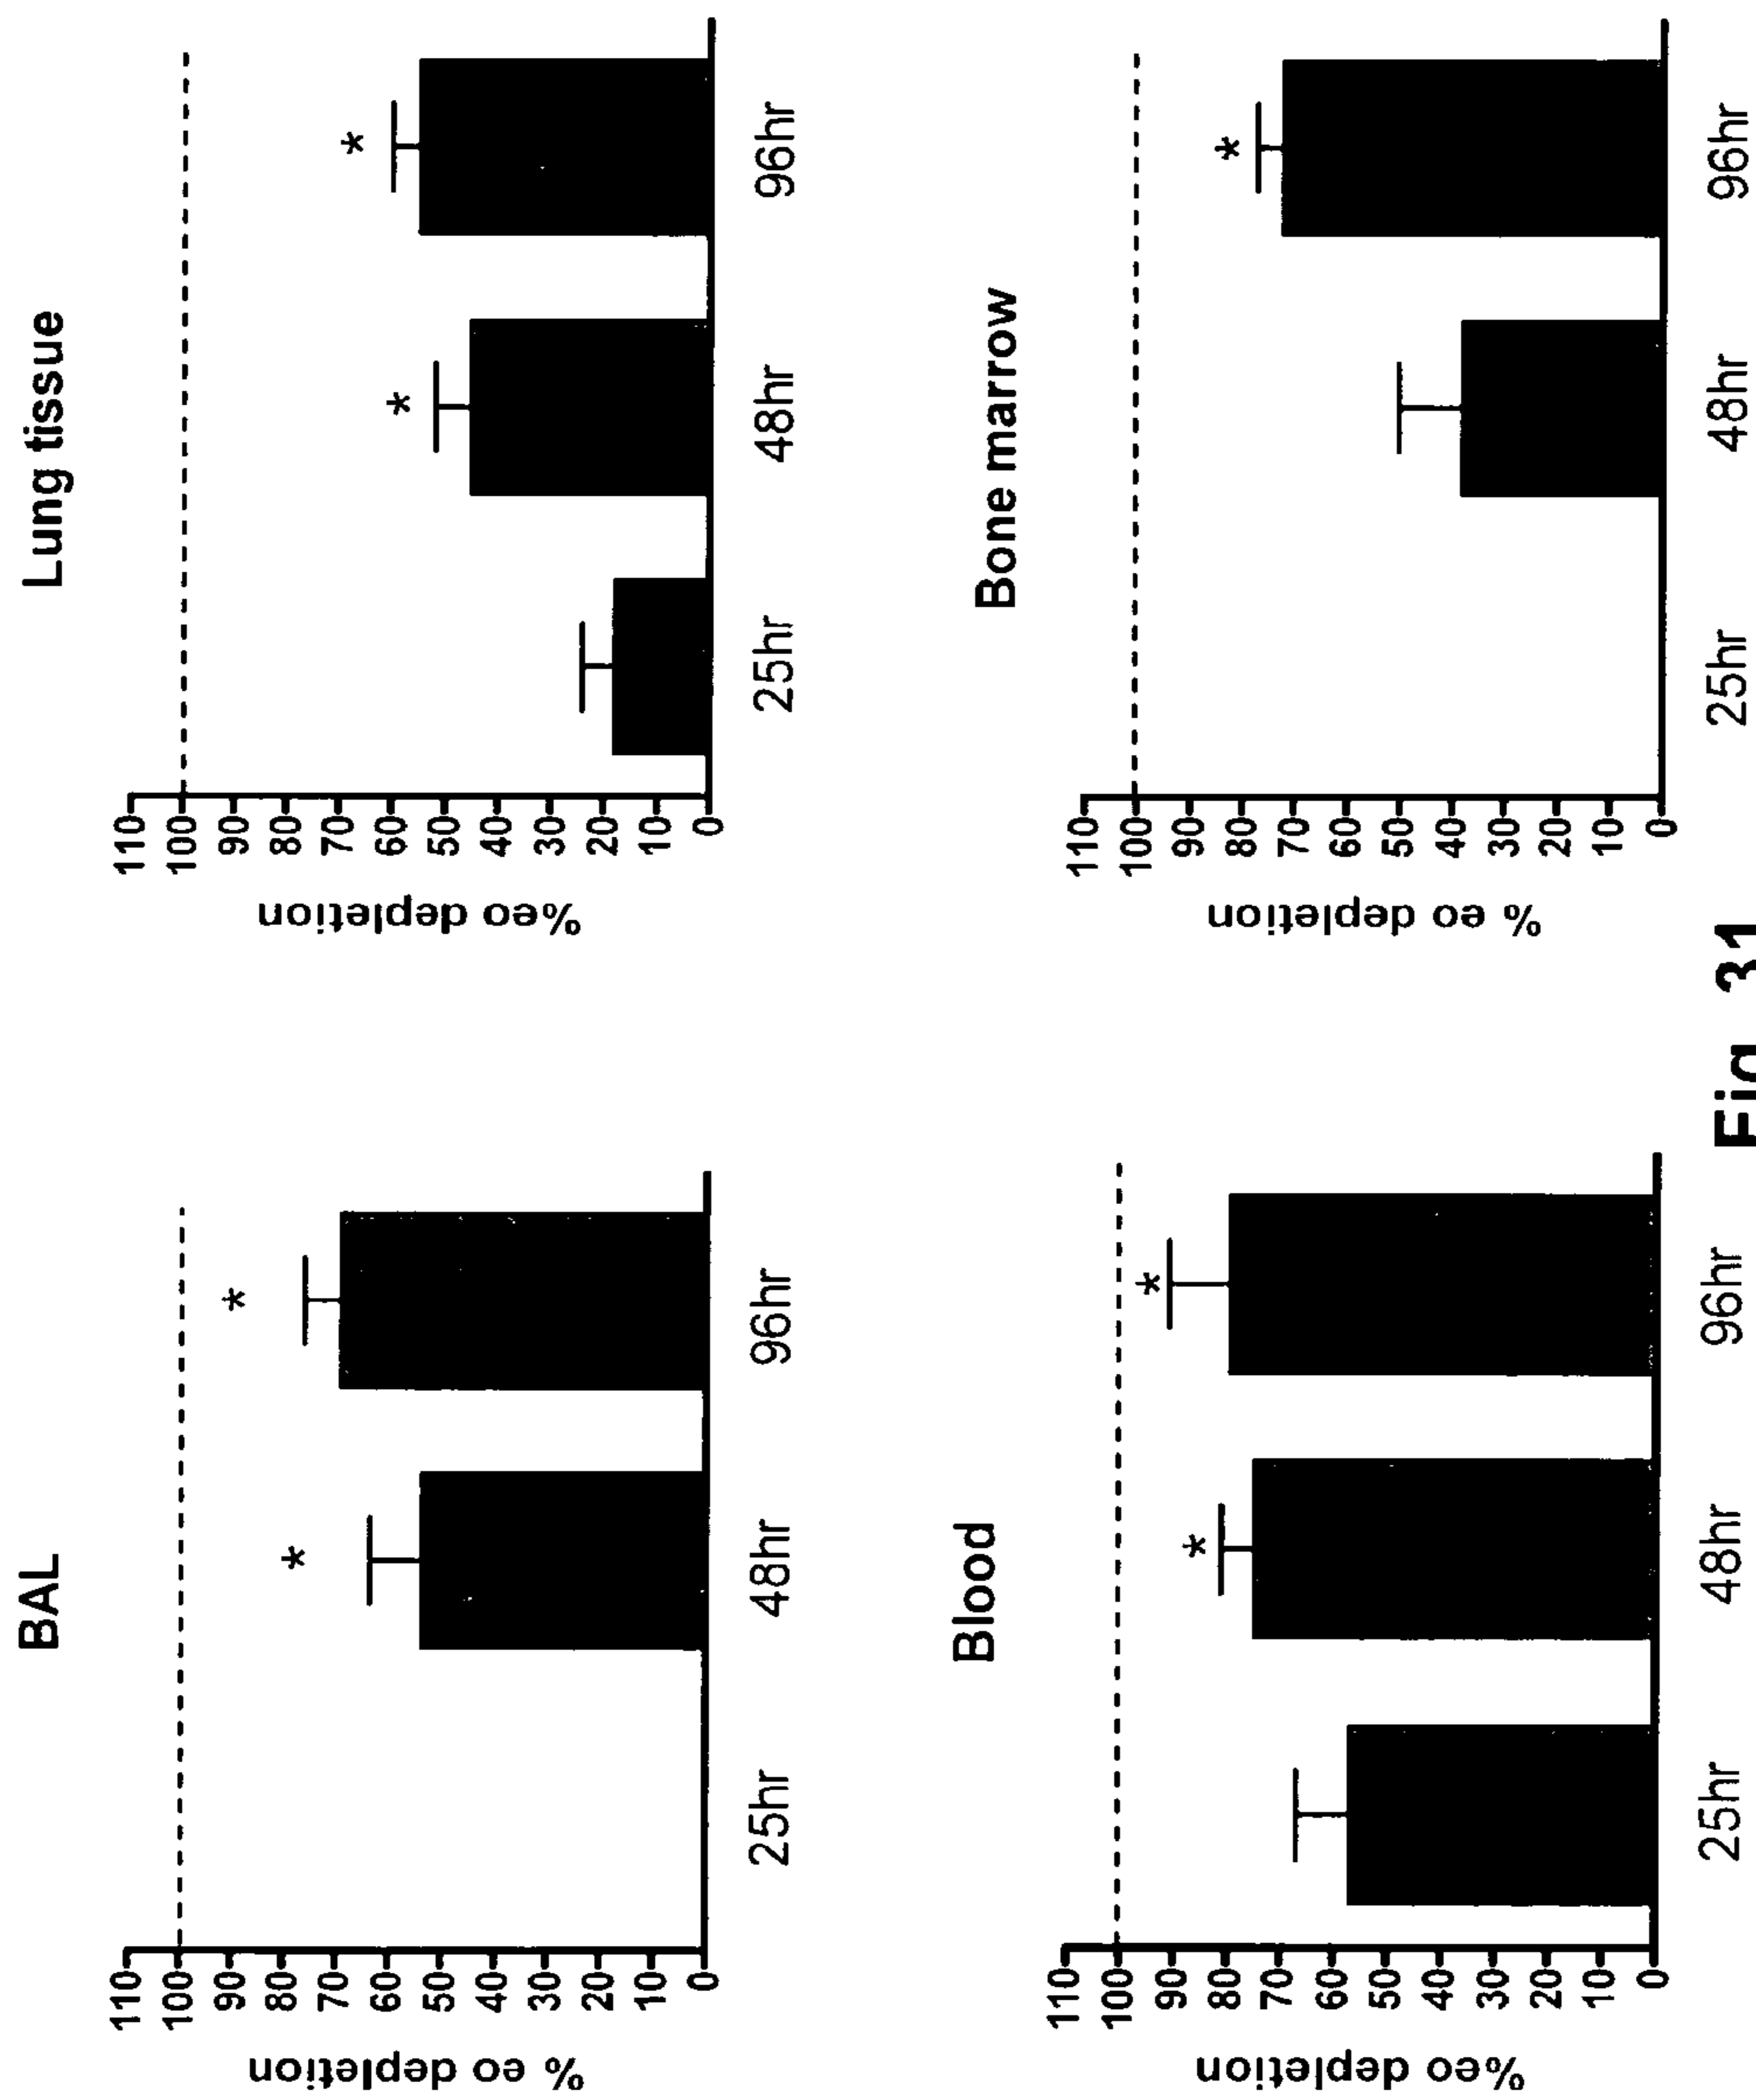 BAL
% eo depletion
110
100
90
80
70
60
50
40
30
20
10
0
*
*
25hr
48hr
96hr
Lung tissue
%eo depletion
110
100
90
80
70
60
50
40
30
20
10
0
*
*
25hr
48hr
96hr
Blood
%eo depletion
110
100
90
80
70
60
50
40
30
20
10
0
*
*
25hr
48hr
96hr
Bone marrow
% eo depletion
110
100
90
80
70
60
50
40
30
20
10
0
*
25hr
48hr
96hr
Fig. 31